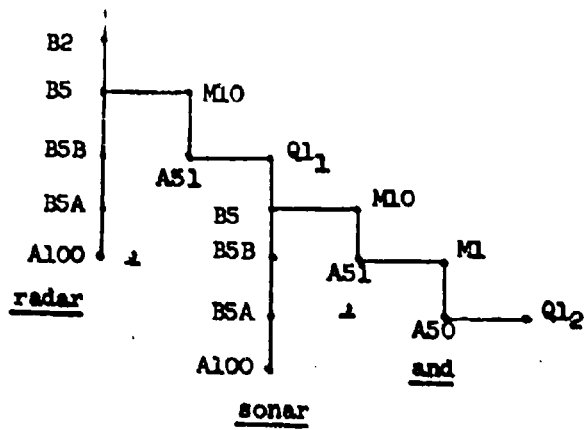 B2
B5 M10
B5B A51 Q1₁
B5A B5 M10
A100 ⊥ B5B A51 M1
radar B5A ⊥ A50 Q1₂
A100 and
sonar